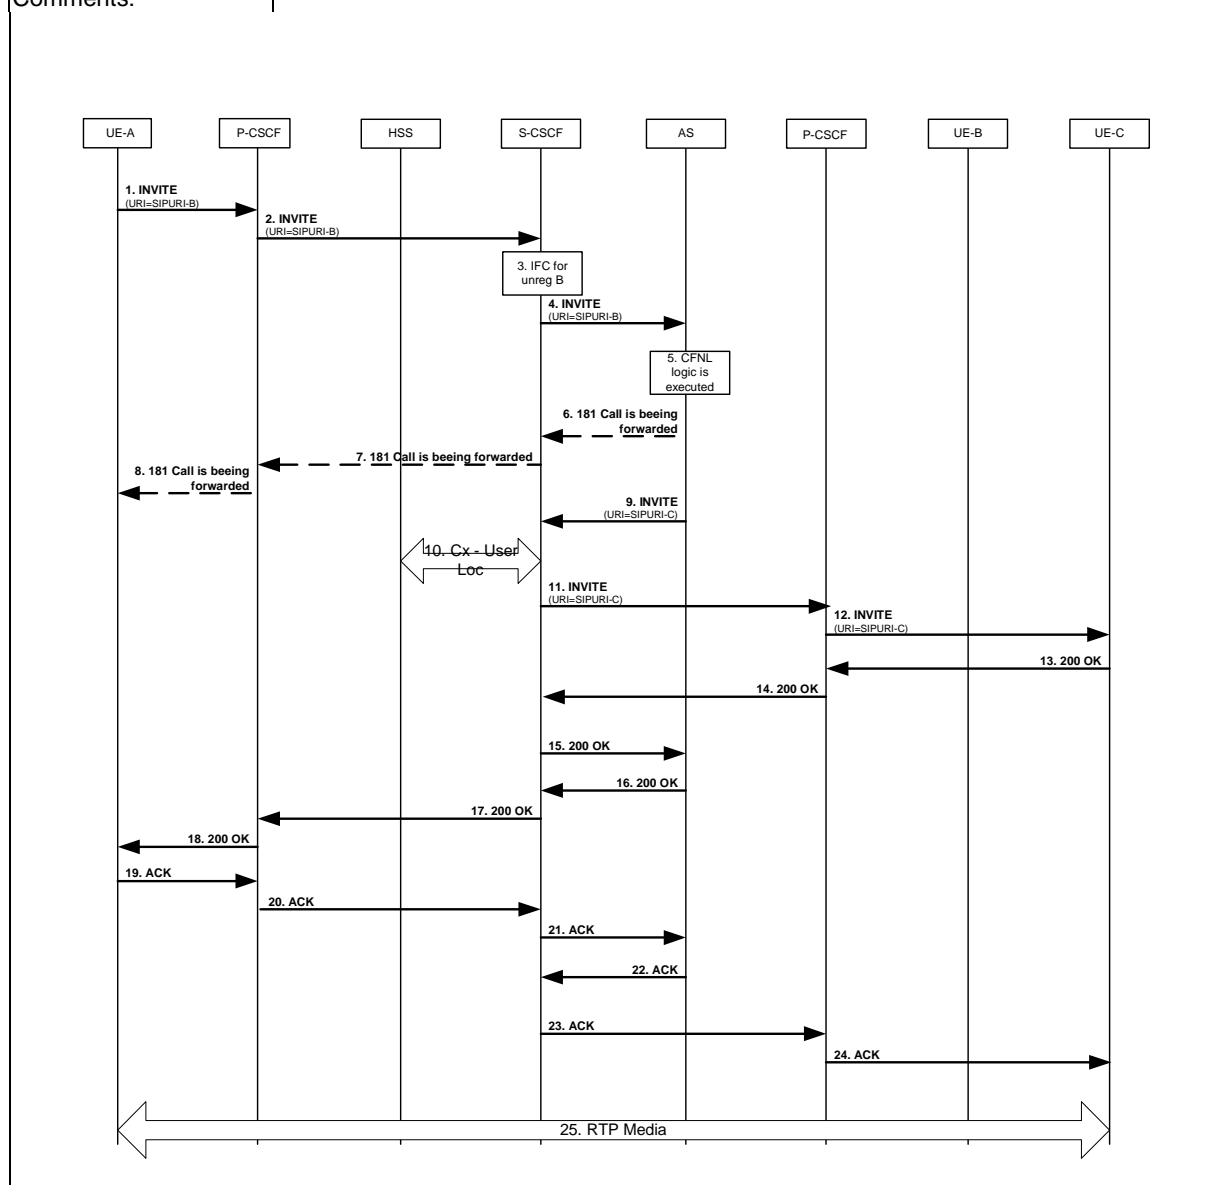 Comments:
UE-A
P-CSCF
HSS
S-CSCF
AS
P-CSCF
UE-B
UE-C
1. INVITE
(URI=SIPURI-B)
2. INVITE
(URI=SIPURI-B)
3. IFC for
unreg B
4. INVITE
(URI=SIPURI-B)
5. CFNL
logic is
executed
6. 181 Call is beeing
forwarded
7. 181 Call is beeing forwarded
8. 181 Call is beeing
forwarded
9. INVITE
(URI=SIPURI-C)
10. Cx - User
Loc
11. INVITE
(URI=SIPURI-C)
12. INVITE
(URI=SIPURI-C)
13. 200 OK
14. 200 OK
15. 200 OK
16. 200 OK
17. 200 OK
18. 200 OK
19. ACK
20. ACK
21. ACK
22. ACK
23. ACK
24. ACK
25. RTP Media